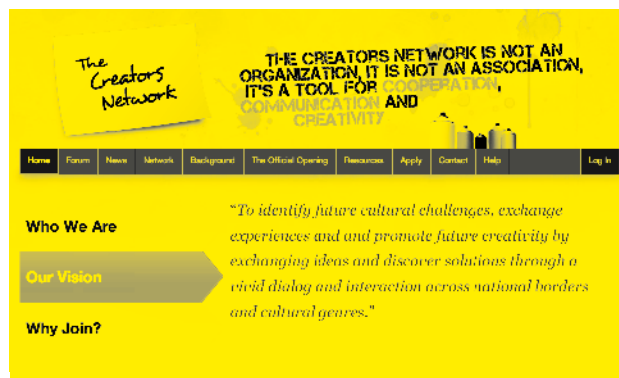 The
Creators
Network
THE CREATORS NETWORK IS NOT AN
ORGANIZATION, IT IS NOT AN ASSOCIATION,
IT'S A TOOL FOR COOPERATION,
COMMUNICATION AND
CREATIVITY
Home Forum News Network Background The Official Opening Resources Apply Contact Help Log In
Who We Are
Our Vision
Why Join?
"To identify future cultural challenges, exchange
experiences and and promote future creativity by
exchanging ideas and discover solutions through a
vivid dialog and interaction across national borders
and cultural genres."